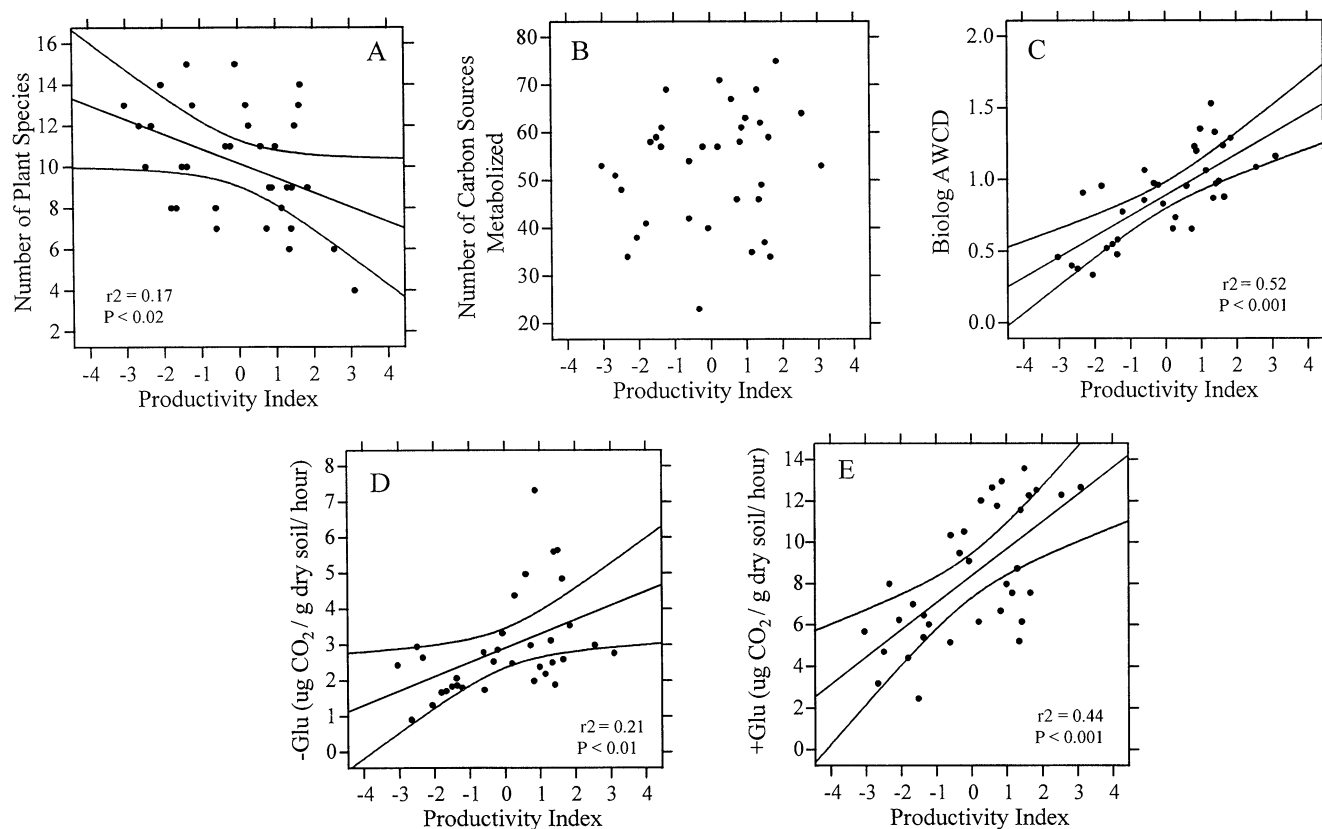 A
16
14
12
10
8
6
4
2
Number of Plant Species
r2 = 0.17
P < 0.02
-4 -3 -2 -1 0 1 2 3 4
Productivity Index
B
80
70
60
50
40
30
20
Number of Carbon Sources
Metabolized
-4 -3 -2 -1 0 1 2 3 4
Productivity Index
C
2.0
1.5
1.0
0.5
0.0
Biolog AWCD
r2 = 0.52
P < 0.001
-4 -3 -2 -1 0 1 2 3 4
Productivity Index
D
8
7
6
5
4
3
2
1
0
-Glu (ug CO2 / g dry soil/ hour)
r2 = 0.21
P < 0.01
-4 -3 -2 -1 0 1 2 3 4
Productivity Index
E
14
12
10
8
6
4
2
0
+Glu (ug CO2 / g dry soil/ hour)
r2 = 0.44
P < 0.001
-4 -3 -2 -1 0 1 2 3 4
Productivity Index